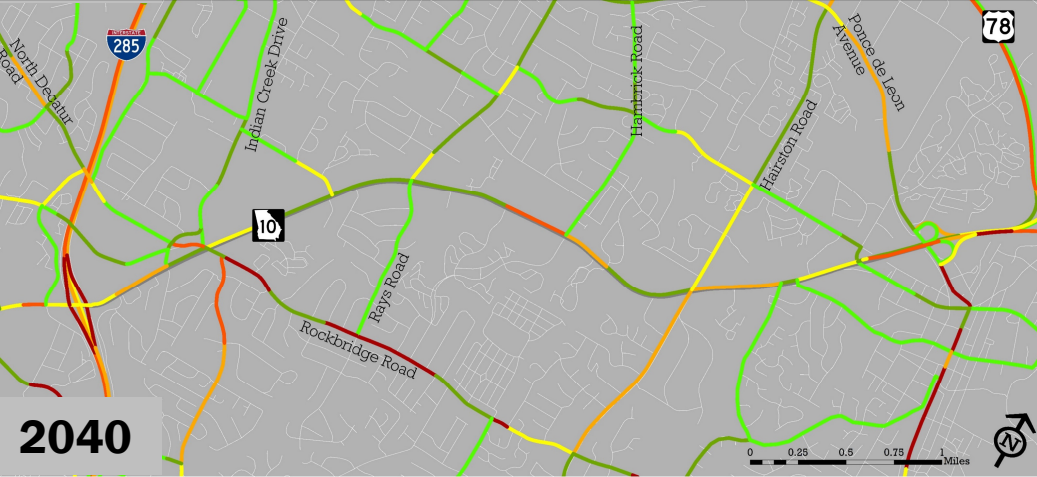 INTERSTATE
285
78
North Decatur
Road
Indian Creek Drive
Hambrick Road
Ponce de Leon
Avenue
Hairston Road
10
Rays Road
Rockbridge Road
2040
N
0 0.25 0.5 0.75 1
Miles